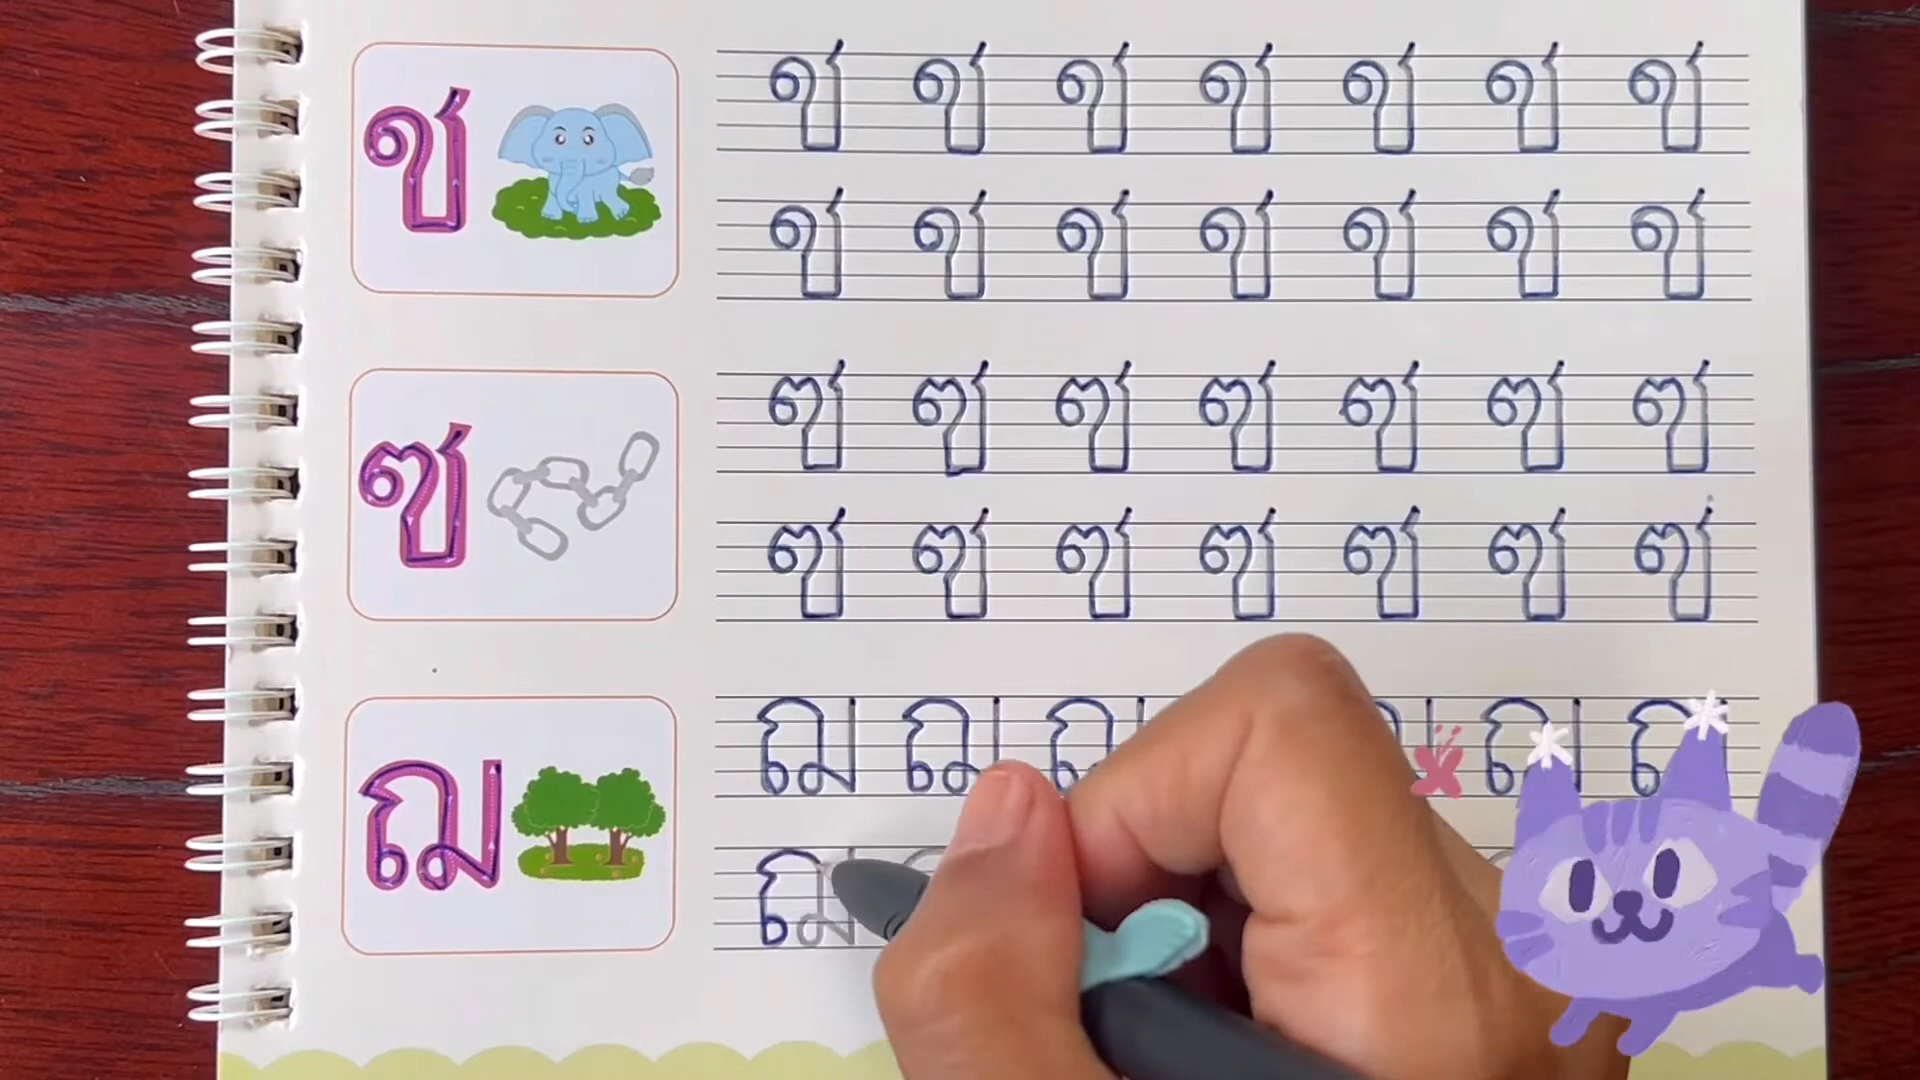 ช ช ช ช ช ช ช ช
ช ช ช ช ช ช ช
ซ ซ ซ ซ ซ ซ ซ ซ
ซ ซ ซ ซ ซ ซ ซ
ฌ ฌ ฌ ฌ ฌ ฌ
ฌ